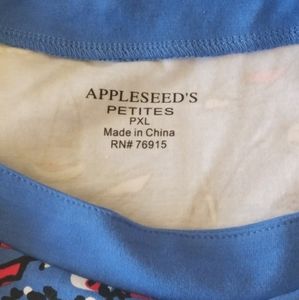 APPLESEED'S
PETITES
PXL
Made in China
RN# 76915